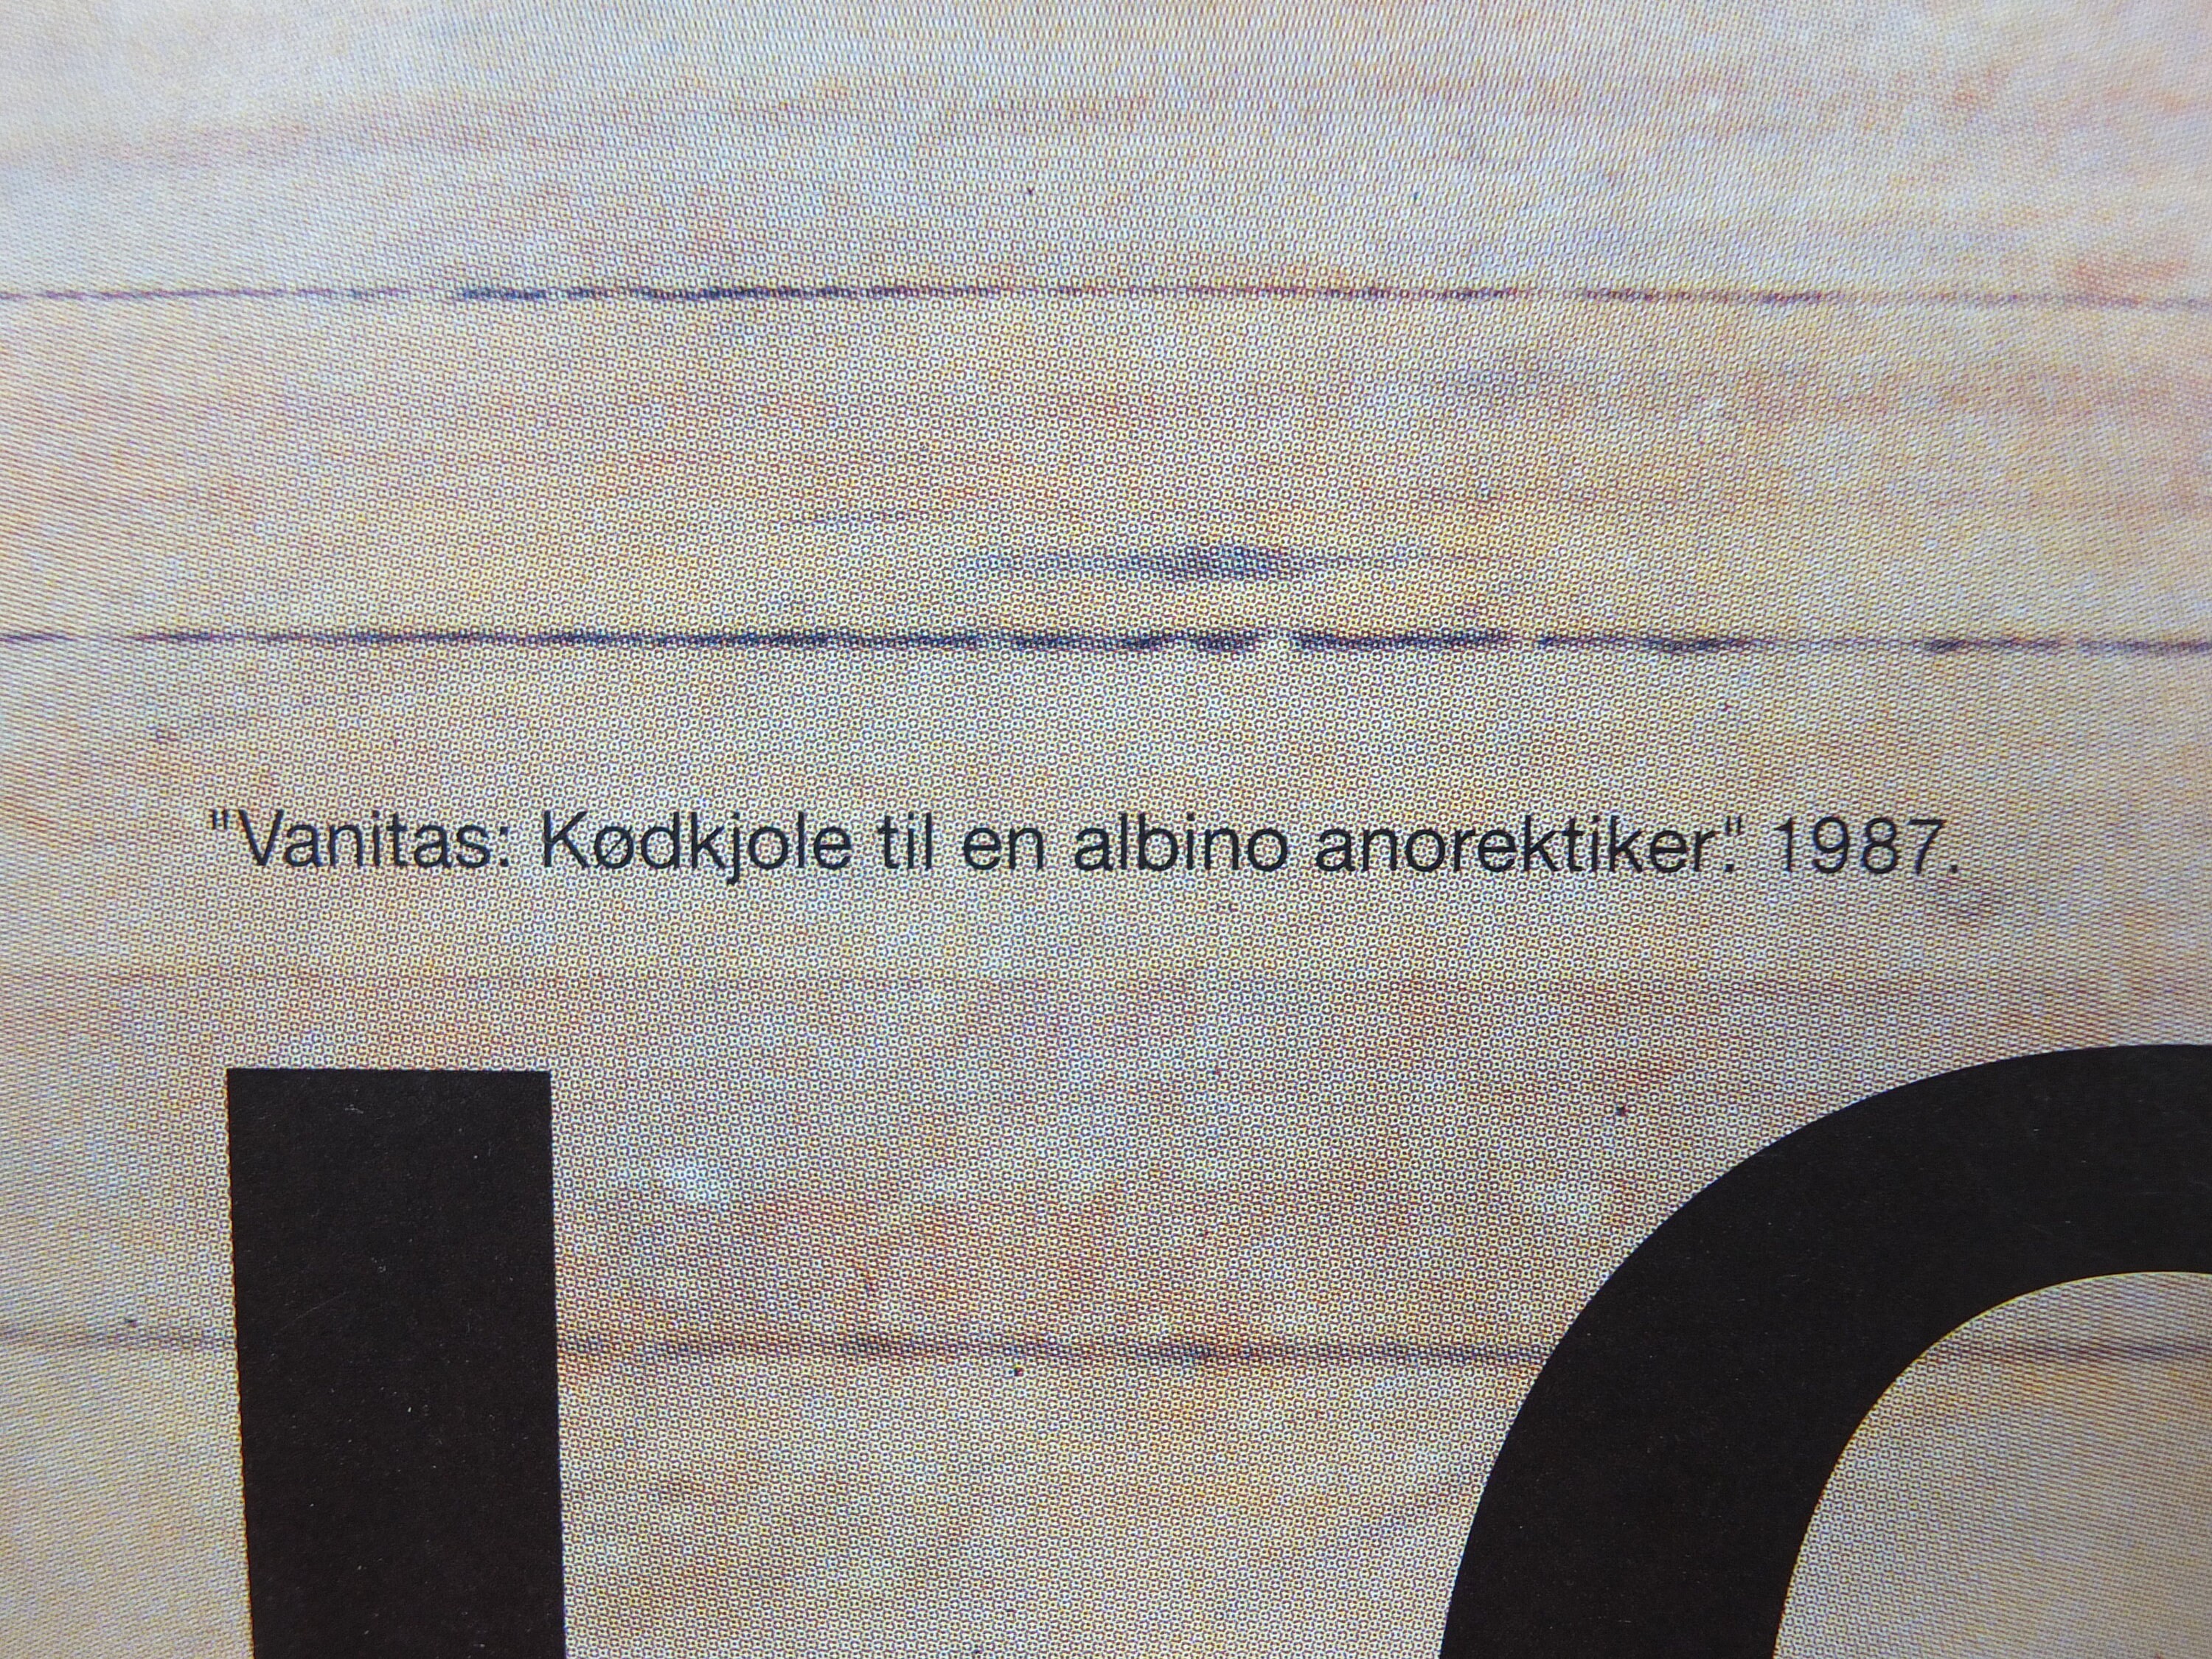 "Vanitas: Kødkjole til en albino anorektiker." 1987.